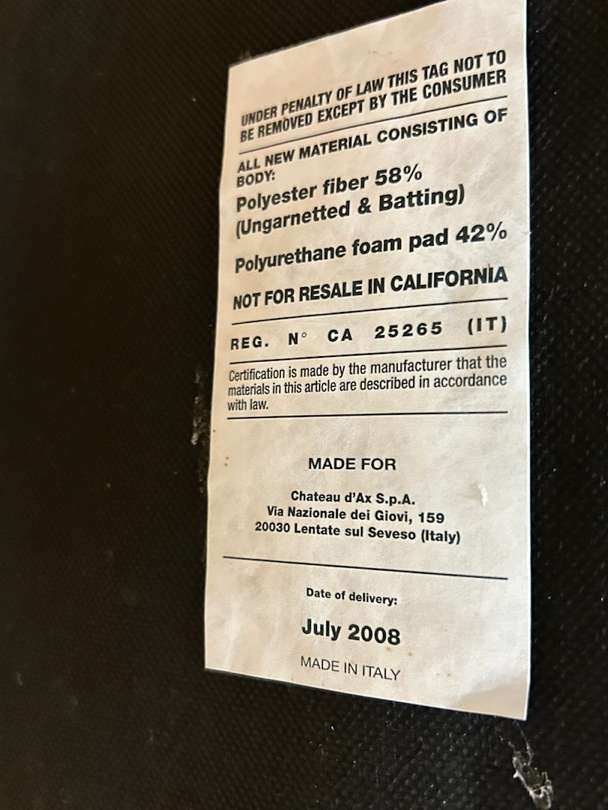 UNDER PENALTY OF LAW THIS TAG NOT TO
BE REMOVED EXCEPT BY THE CONSUMER
ALL NEW MATERIAL CONSISTING OF
BODY:
Polyester fiber 58%
(Ungarnetted & Batting)
Polyurethane foam pad 42%
NOT FOR RESALE IN CALIFORNIA
REG. N° CA 25265 (IT)
Certification is made by the manufacturer that the
materials in this article are described in accordance
with law.
MADE FOR
Chateau d'Ax S.p.A.
Via Nazionale dei Giovi, 159
20030 Lentate sul Seveso (Italy)
Date of delivery:
July 2008
MADE IN ITALY